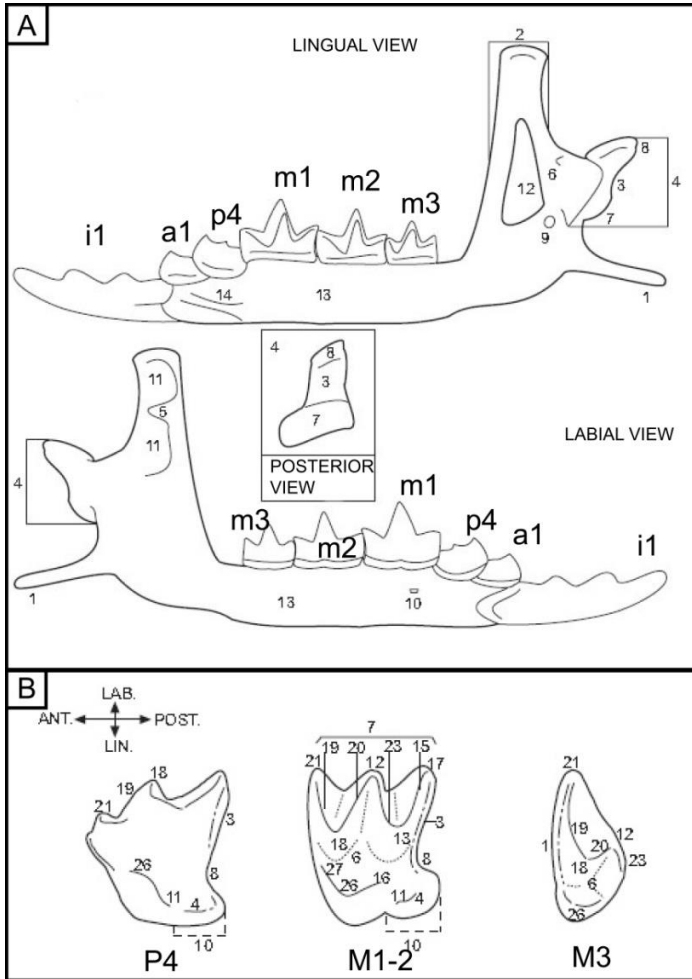 A
LINGUAL VIEW
2
8
m1
m2
m3
6
3
4
i1
a1
p4
12
7
9
14
13
1
4
8
3
7
POSTERIOR
VIEW
11
5
11
LABIAL VIEW
4
m3
m2
m1
p4
a1
i1
1
13
10
B
LAB.
ANT.
POST.
LIN.
18
19
21
3
26
8
11
4
10
P4
7
19
20
12
23
15
21
17
3
18
13
6
27
8
26
16
11
4
10
M1-2
21
19
12
1
20
23
18
6
26
M3